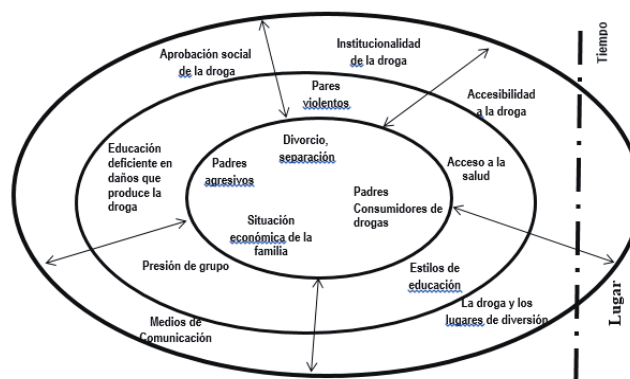 Aprobación social
de la droga
Institucionalidad
de la droga
Tiempo
Pares
violentos
Accesibilidad
a la droga
Educación
deficiente en
daños que
produce la
droga
Divorcio,
separación
Padres
agresivos
Acceso a la
salud
Padres
Consumidores de
drogas
Situación
económica de la
familia
Presión de grupo
Estilos de
educación
La droga y los
lugares de diversión
Lugar
Medios de
Comunicación